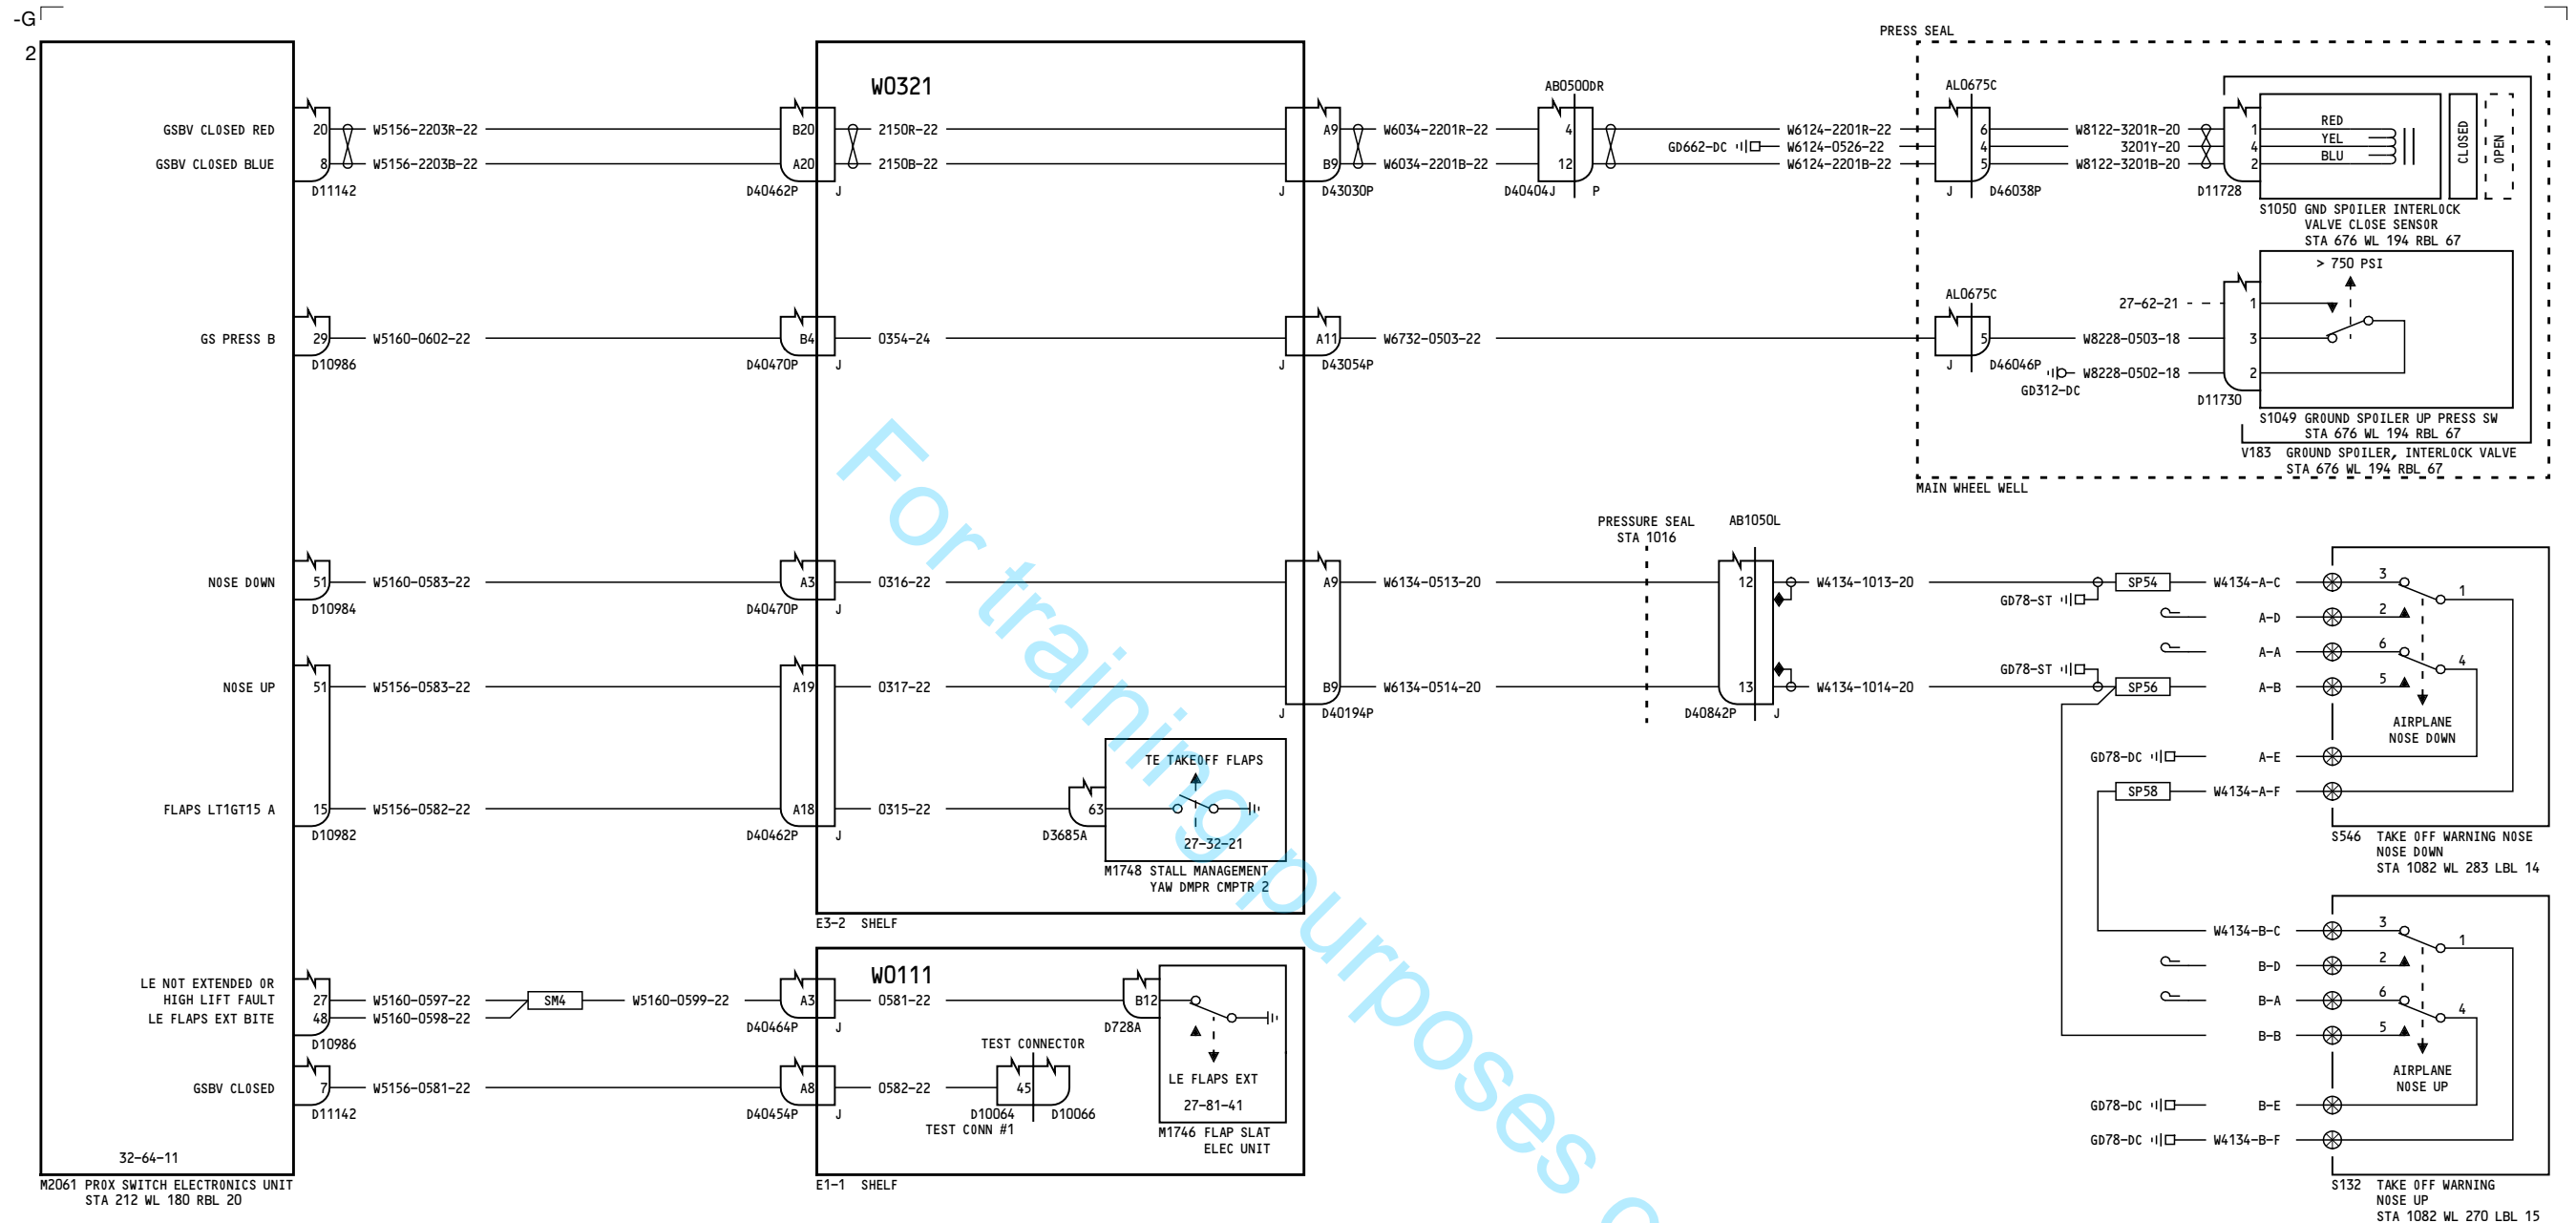 -G
2
GSBV CLOSED RED
GSBV CLOSED BLUE
20
8
D11142
W5156-2203R-22
W5156-2203B-22
B20
A20
D40462P
J
W0321
2150R-22
2150B-22
A9
B9
J
D43030P
W6034-2201R-22
W6034-2201B-22
AB0500DR
4
12
D40404J
P
GD662-DC
W6124-2201R-22
W6124-0526-22
W6124-2201B-22
PRESS SEAL
AL0675C
6
4
5
J
D46038P
W8122-3201R-20
3201Y-20
W8122-3201B-20
1
4
2
D11728
RED
YEL
BLU
CLOSED
OPEN
S1050 GND SPOILER INTERLOCK
VALVE CLOSE SENSOR
STA 676 WL 194 RBL 67
GS PRESS B
29
D10986
W5160-0602-22
B4
D40470P
J
0354-24
A11
J
D43054P
W6732-0503-22
AL0675C
5
J
D46046P
27-62-21
W8228-0503-18
W8228-0502-18
GD312-DC
1
3
2
D11730
> 750 PSI
S1049 GROUND SPOILER UP PRESS SW
STA 676 WL 194 RBL 67
V183 GROUND SPOILER, INTERLOCK VALVE
STA 676 WL 194 RBL 67
MAIN WHEEL WELL
NOSE DOWN
51
D10984
W5160-0583-22
A3
D40470P
J
0316-22
A9
W6134-0513-20
PRESSURE SEAL
STA 1016
AB1050L
12
W4134-1013-20
GD78-ST
SP54
W4134-A-C
A-D
A-A
A-B
A-E
W4134-A-F
3
2
1
6
5
4
AIRPLANE
NOSE DOWN
NOSE UP
51
W5156-0583-22
A19
0317-22
B9
J
D40194P
W6134-0514-20
13
D40842P
J
W4134-1014-20
GD78-ST
SP56
GD78-DC
SP58
S546 TAKE OFF WARNING NOSE
NOSE DOWN
STA 1082 WL 283 LBL 14
FLAPS LT1GT15 A
15
D10982
W5156-0582-22
A18
D40462P
J
0315-22
63
D3685A
TE TAKEOFF FLAPS
27-32-21
M1748 STALL MANAGEMENT
YAW DMPR CMPTR 2
E3-2 SHELF
LE NOT EXTENDED OR
HIGH LIFT FAULT
LE FLAPS EXT BITE
27
48
D10986
W5160-0597-22
W5160-0598-22
SM4
W5160-0599-22
A3
D40464P
J
W0111
0581-22
B12
D728A
LE FLAPS EXT
27-81-41
M1746 FLAP SLAT
ELEC UNIT
GSBV CLOSED
7
D11142
W5156-0581-22
A8
D40454P
J
0582-22
TEST CONNECTOR
45
D10064
D10066
TEST CONN #1
E1-1 SHELF
W4134-B-C
B-D
B-A
B-B
B-E
W4134-B-F
GD78-DC
GD78-DC
3
2
1
6
5
4
AIRPLANE
NOSE UP
S132 TAKE OFF WARNING
NOSE UP
STA 1082 WL 270 LBL 15
32-64-11
M2061 PROX SWITCH ELECTRONICS UNIT
STA 212 WL 180 RBL 20
For training purposes